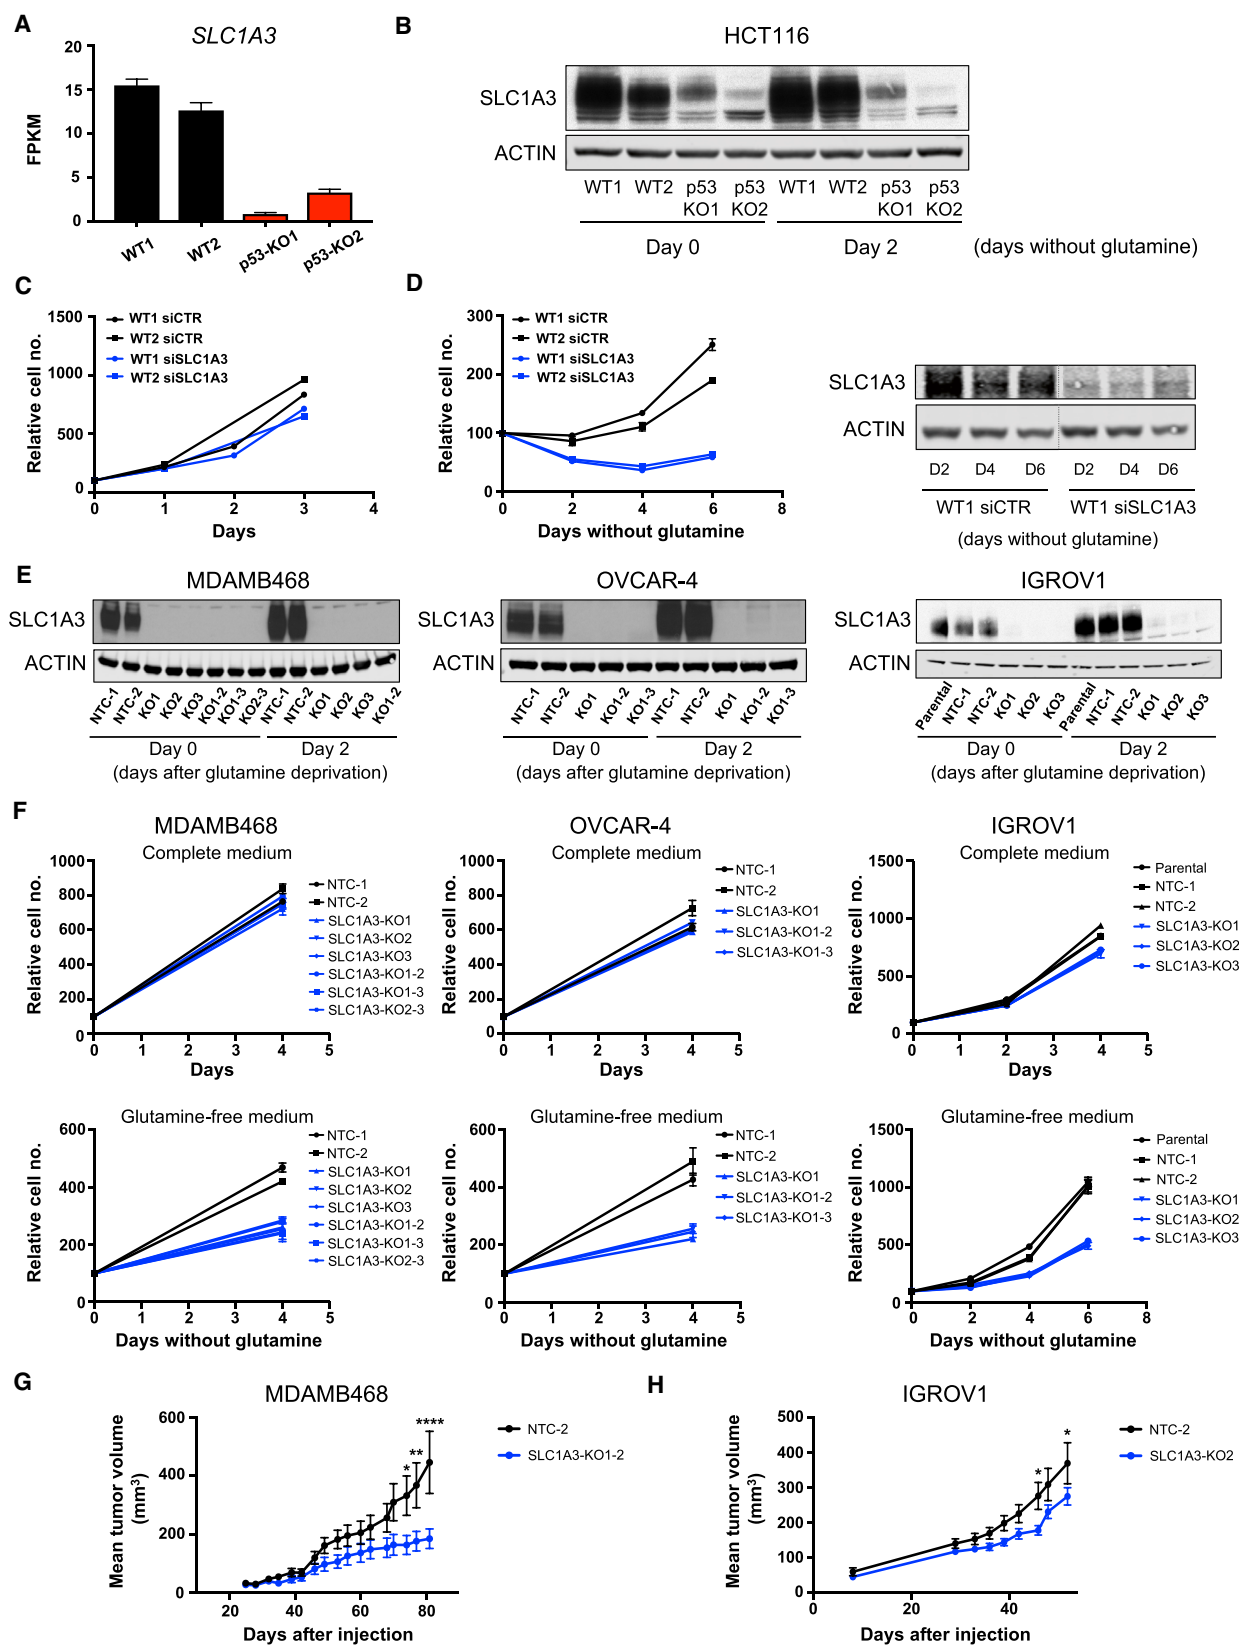 A
SLC1A3
FPKM
20
15
10
5
0
WT1
WT2
p53-KO1
p53-KO2
B
HCT116
SLC1A3
ACTIN
WT1 WT2 p53 KO1 p53 KO2 WT1 WT2 p53 KO1 p53 KO2
Day 0
Day 2
(days without glutamine)
C
Relative cell no.
1500
1000
500
0
WT1 siCTR
WT2 siCTR
WT1 siSLC1A3
WT2 siSLC1A3
0 1 2 3 4
Days
D
Relative cell no.
300
200
100
0
WT1 siCTR
WT2 siCTR
WT1 siSLC1A3
WT2 siSLC1A3
0 2 4 6 8
Days without glutamine
SLC1A3
ACTIN
D2 D4 D6 D2 D4 D6
WT1 siCTR
WT1 siSLC1A3
(days without glutamine)
E
MDAMB468
SLC1A3
ACTIN
NTC-1 NTC-2 KO1 KO2 KO3 KO1-2 KO1-3 KO2-3 NTC-1 NTC-2 KO1 KO2 KO3 KO1-2
Day 0
Day 2
(days after glutamine deprivation)
OVCAR-4
SLC1A3
ACTIN
NTC-1 NTC-2 KO1 KO1-2 KO1-3 NTC-1 NTC-2 KO1 KO1-2 KO1-3
Day 0
Day 2
(days after glutamine deprivation)
IGROV1
SLC1A3
ACTIN
Parental NTC-1 NTC-2 KO1 KO2 KO3 Parental NTC-1 NTC-2 KO1 KO2 KO3
Day 0
Day 2
(days after glutamine deprivation)
F
MDAMB468
Complete medium
Relative cell no.
1000
800
600
400
200
0
NTC-1
NTC-2
SLC1A3-KO1
SLC1A3-KO2
SLC1A3-KO3
SLC1A3-KO1-2
SLC1A3-KO1-3
SLC1A3-KO2-3
0 1 2 3 4 5
Days
OVCAR-4
Complete medium
Relative cell no.
1000
800
600
400
200
0
NTC-1
NTC-2
SLC1A3-KO1
SLC1A3-KO1-2
SLC1A3-KO1-3
0 1 2 3 4 5
Days
IGROV1
Complete medium
Relative cell no.
1500
1000
500
0
Parental
NTC-1
NTC-2
SLC1A3-KO1
SLC1A3-KO2
SLC1A3-KO3
0 1 2 3 4 5
Days
Glutamine-free medium
Relative cell no.
600
400
200
0
NTC-1
NTC-2
SLC1A3-KO1
SLC1A3-KO2
SLC1A3-KO3
SLC1A3-KO1-2
SLC1A3-KO1-3
SLC1A3-KO2-3
0 1 2 3 4 5
Days without glutamine
Glutamine-free medium
Relative cell no.
600
400
200
0
NTC-1
NTC-2
SLC1A3-KO1
SLC1A3-KO1-2
SLC1A3-KO1-3
0 1 2 3 4 5
Days without glutamine
Glutamine-free medium
Relative cell no.
1500
1000
500
0
Parental
NTC-1
NTC-2
SLC1A3-KO1
SLC1A3-KO2
SLC1A3-KO3
0 2 4 6 8
Days without glutamine
G
MDAMB468
Mean tumor volume
(mm³)
600
400
200
0
* ** ****
NTC-2
SLC1A3-KO1-2
20 40 60 80
Days after injection
H
IGROV1
Mean tumor volume
(mm³)
500
400
300
200
100
0
* *
NTC-2
SLC1A3-KO2
0 20 40
Days after injection